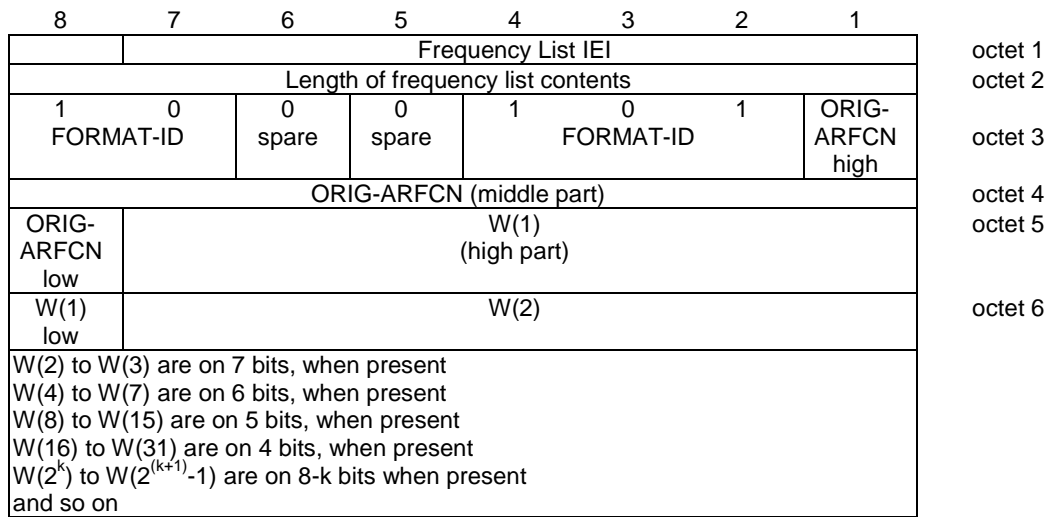 8 7 6 5 4 3 2 1
Frequency List IEI octet 1
Length of frequency list contents octet 2
1 0 0 0 1 0 1 ORIG-
FORMAT-ID spare spare FORMAT-ID ARFCN octet 3
high
ORIG-ARFCN (middle part) octet 4
ORIG- W(1) octet 5
ARFCN (high part)
low
W(1) W(2) octet 6
low
W(2) to W(3) are on 7 bits, when present
W(4) to W(7) are on 6 bits, when present
W(8) to W(15) are on 5 bits, when present
W(16) to W(31) are on 4 bits, when present
W(2^k) to W(2^(k+1)-1) are on 8-k bits when present
and so on